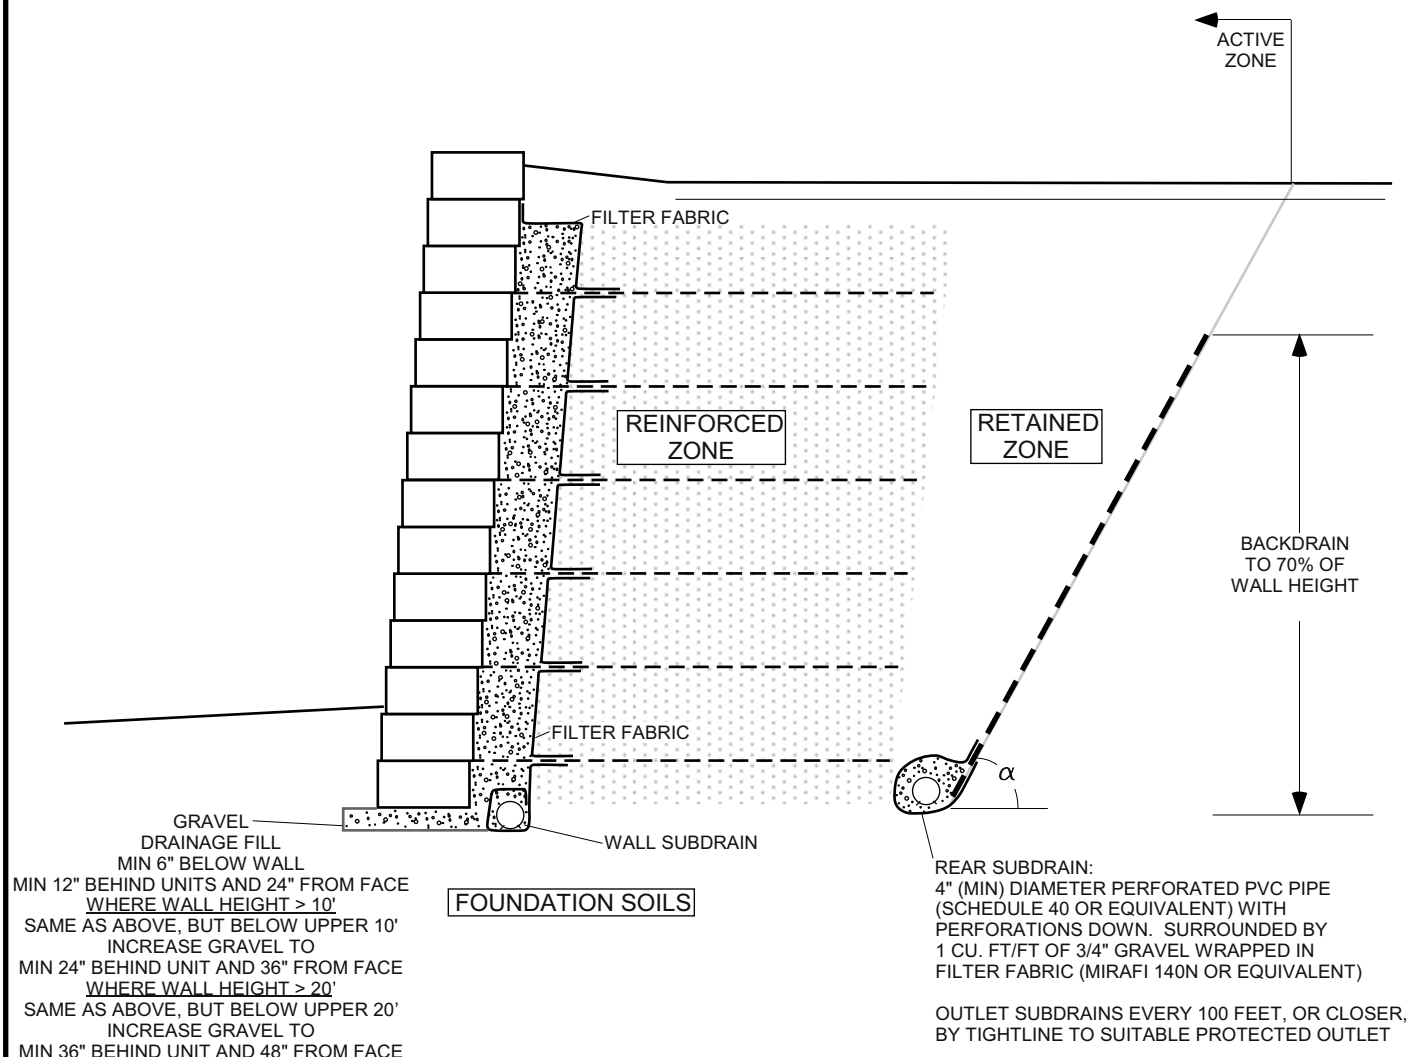 ACTIVE
ZONE
FILTER FABRIC
REINFORCED
ZONE
RETAINED
ZONE
BACKDRAIN
TO 70% OF
WALL HEIGHT
FILTER FABRIC
α
GRAVEL
DRAINAGE FILL
MIN 6" BELOW WALL
MIN 12" BEHIND UNITS AND 24" FROM FACE
WHERE WALL HEIGHT > 10'
SAME AS ABOVE, BUT BELOW UPPER 10'
INCREASE GRAVEL TO
MIN 24" BEHIND UNIT AND 36" FROM FACE
WHERE WALL HEIGHT > 20'
SAME AS ABOVE, BUT BELOW UPPER 20'
INCREASE GRAVEL TO
MIN 36" BEHIND UNIT AND 48" FROM FACE
WALL SUBDRAIN
FOUNDATION SOILS
REAR SUBDRAIN:
4" (MIN) DIAMETER PERFORATED PVC PIPE
(SCHEDULE 40 OR EQUIVALENT) WITH
PERFORATIONS DOWN. SURROUNDED BY
1 CU. FT/FT OF 3/4" GRAVEL WRAPPED IN
FILTER FABRIC (MIRAFI 140N OR EQUIVALENT)
OUTLET SUBDRAINS EVERY 100 FEET, OR CLOSER,
BY TIGHTLINE TO SUITABLE PROTECTED OUTLET